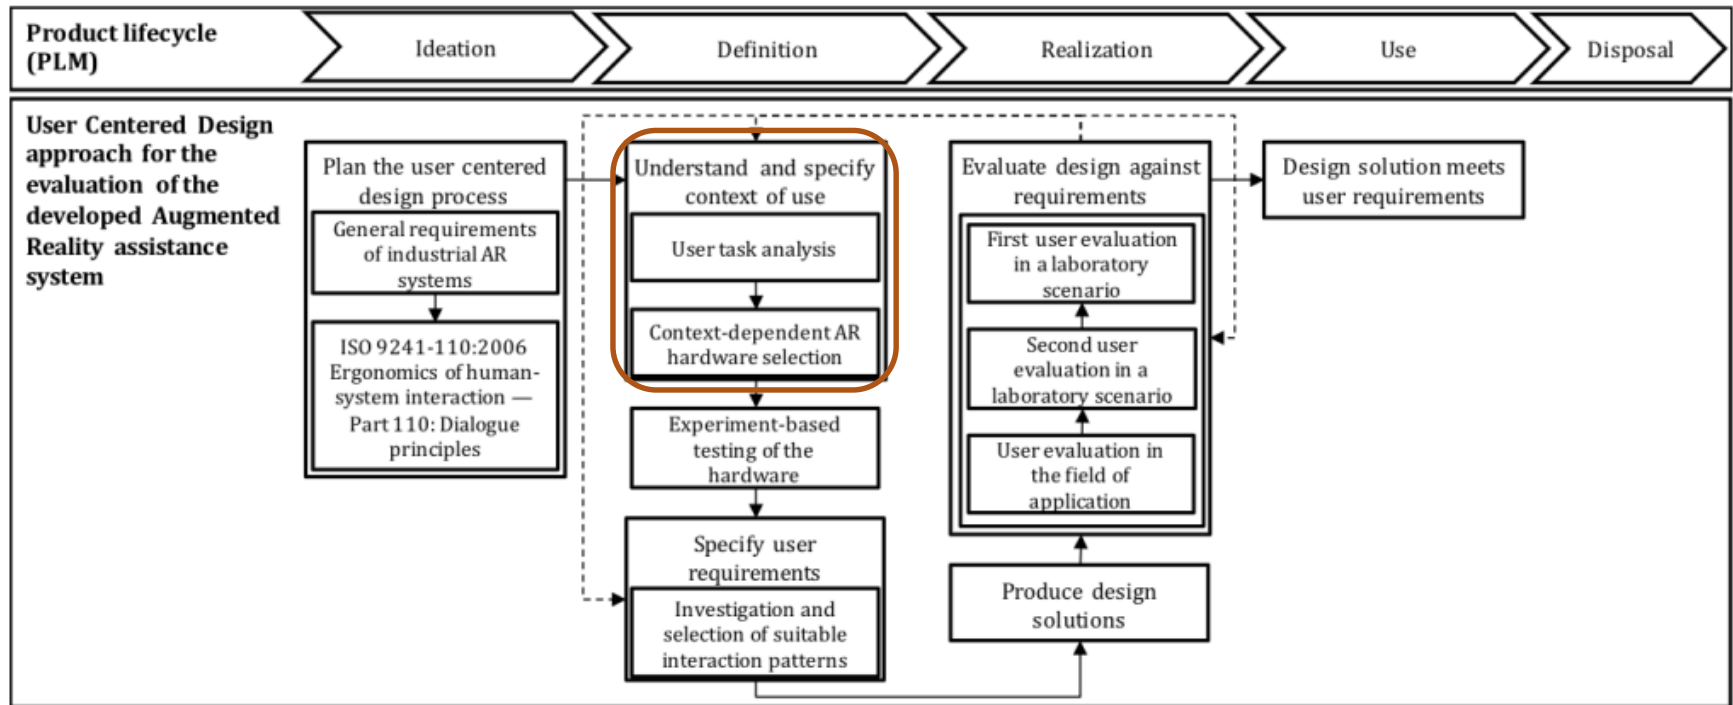 Product lifecycle
(PLM)
Ideation
Definition
Realization
Use
Disposal
User Centered Design
approach for the
evaluation of the
developed Augmented
Reality assistance
system
Plan the user centered
design process
General requirements
of industrial AR
systems
ISO 9241-110:2006
Ergonomics of human-
system interaction —
Part 110: Dialogue
principles
Understand and specify
context of use
User task analysis
Context-dependent AR
hardware selection
Experiment-based
testing of the
hardware
Specify user
requirements
Investigation and
selection of suitable
interaction patterns
Evaluate design against
requirements
First user evaluation
in a laboratory
scenario
Second user
evaluation in a
laboratory scenario
User evaluation in
the field of
application
Produce design
solutions
Design solution meets
user requirements